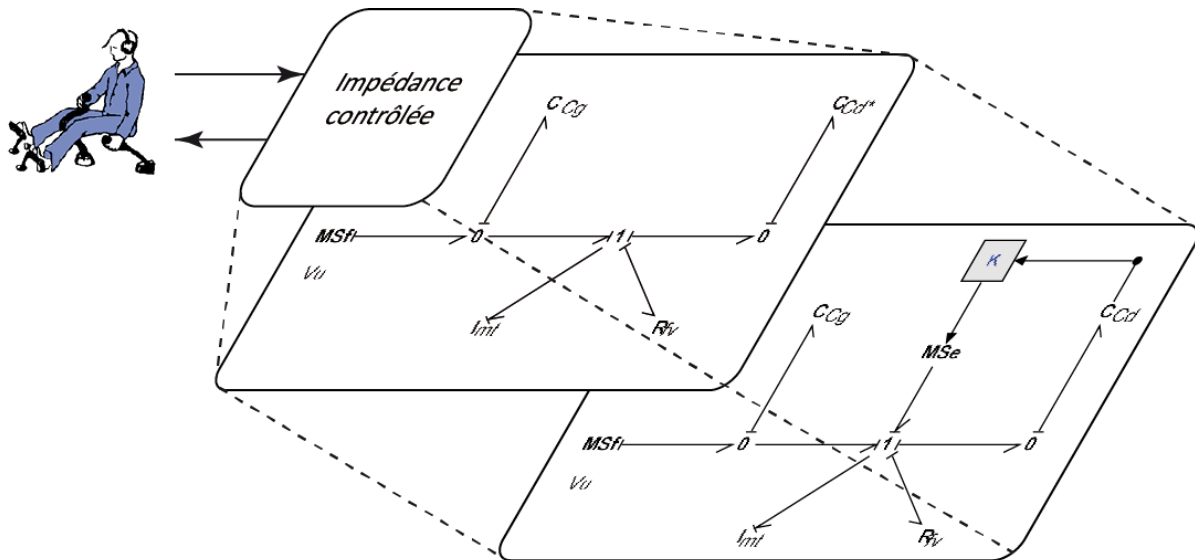 Impédance
contrôlée
C Cg
C Cd*
MSf 0 1 0
Vu
I mt
R fv
K
C Cg
C Cd
MSe
MSf 0 1 0
Vu
I mt
R fv